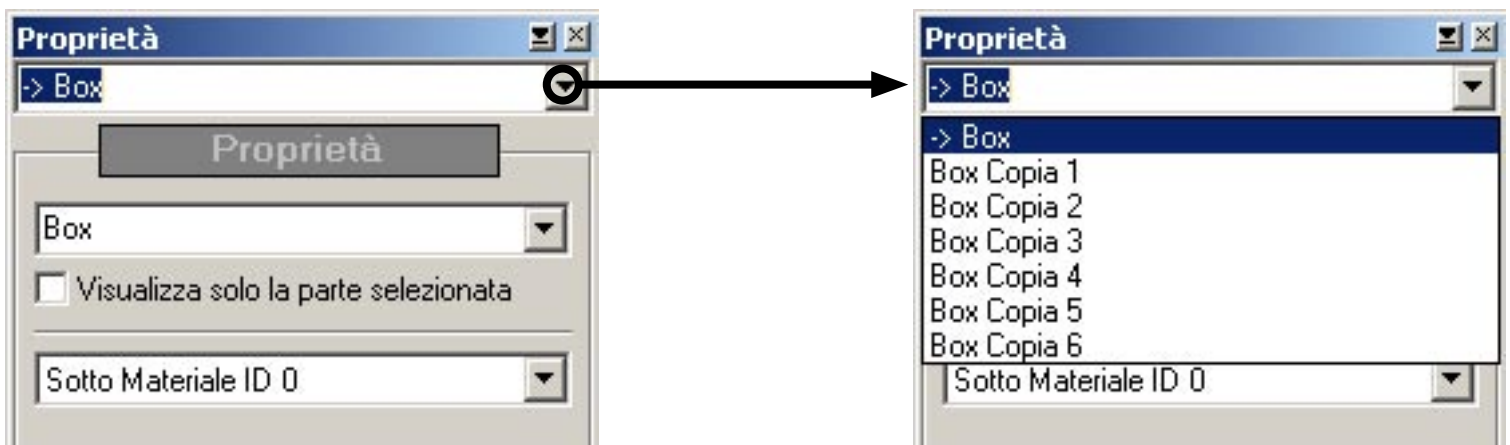 Proprietà
-> Box
Proprietà
Box
Visualizza solo la parte selezionata
Sotto Materiale ID 0
Proprietà
-> Box
-> Box
Box Copia 1
Box Copia 2
Box Copia 3
Box Copia 4
Box Copia 5
Box Copia 6
Sotto Materiale ID 0